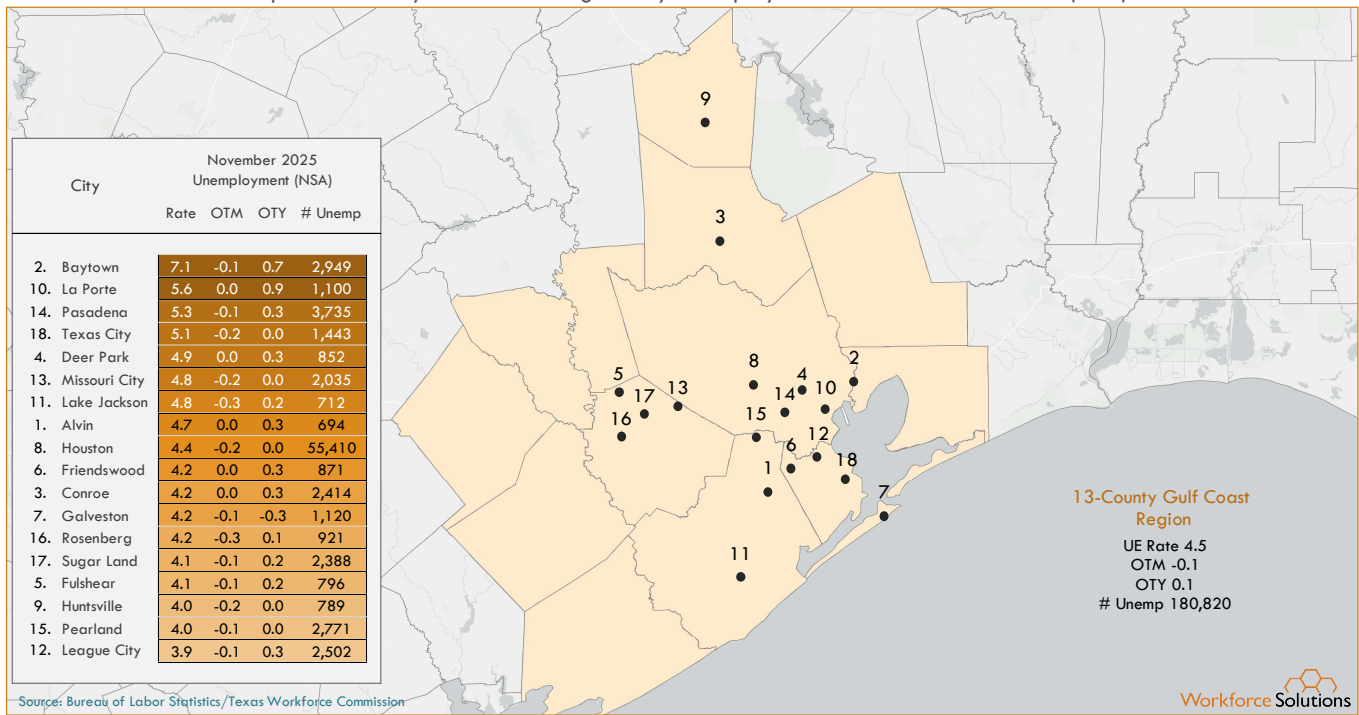 City
November 2025
Unemployment (NSA)
Rate OTM OTY # Unemp
2. Baytown 7.1 -0.1 0.7 2,949
10. La Porte 5.6 0.0 0.9 1,100
14. Pasadena 5.3 -0.1 0.3 3,735
18. Texas City 5.1 -0.2 0.0 1,443
4. Deer Park 4.9 0.0 0.3 852
13. Missouri City 4.8 -0.2 0.0 2,035
11. Lake Jackson 4.8 -0.3 0.2 712
1. Alvin 4.7 0.0 0.3 694
8. Houston 4.4 -0.2 0.0 55,410
6. Friendswood 4.2 0.0 0.3 871
3. Conroe 4.2 0.0 0.3 2,414
7. Galveston 4.2 -0.1 -0.3 1,120
16. Rosenberg 4.2 -0.3 0.1 921
17. Sugar Land 4.1 -0.1 0.2 2,388
5. Fulshear 4.1 -0.1 0.2 796
9. Huntsville 4.0 -0.2 0.0 789
15. Pearland 4.0 -0.1 0.0 2,771
12. League City 3.9 -0.1 0.3 2,502
Source: Bureau of Labor Statistics/Texas Workforce Commission
9
3
8
2
5
4
17
13
14
10
16
15
12
6
1
18
7
11
13-County Gulf Coast
Region
UE Rate 4.5
OTM -0.1
OTY 0.1
# Unemp 180,820
Workforce Solutions